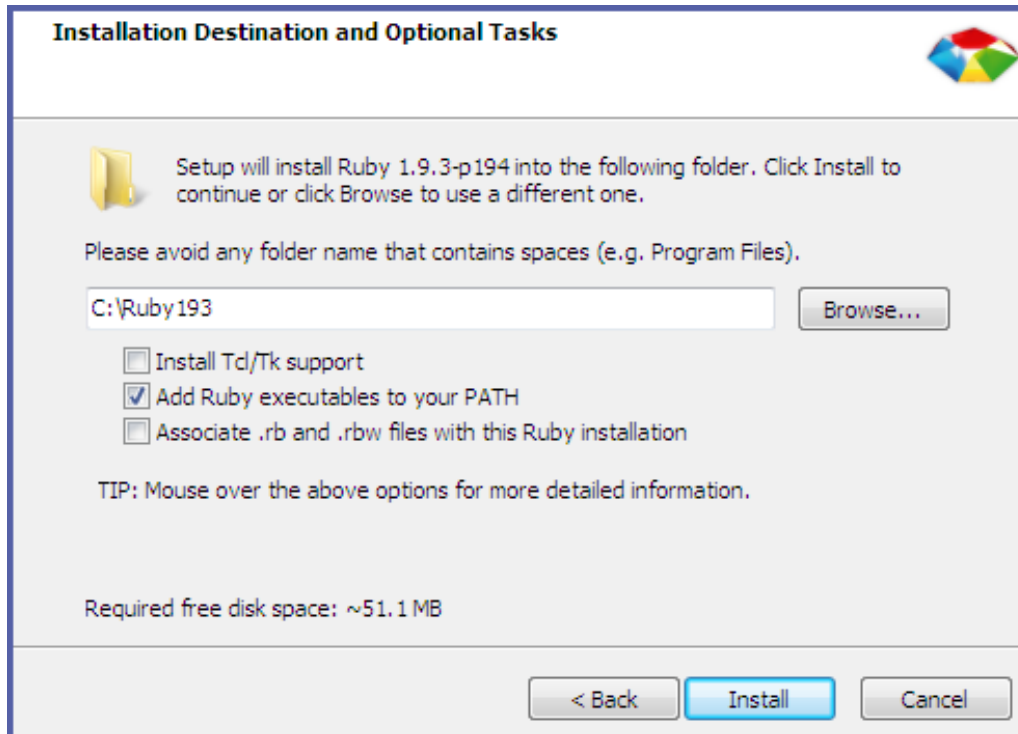 Installation Destination and Optional Tasks
Setup will install Ruby 1.9.3-p194 into the following folder. Click Install to
continue or click Browse to use a different one.
Please avoid any folder name that contains spaces (e.g. Program Files).
C:\Ruby193
Browse...
Install Tcl/Tk support
Add Ruby executables to your PATH
Associate .rb and .rbw files with this Ruby installation
TIP: Mouse over the above options for more detailed information.
Required free disk space: ~51.1 MB
< Back Install Cancel